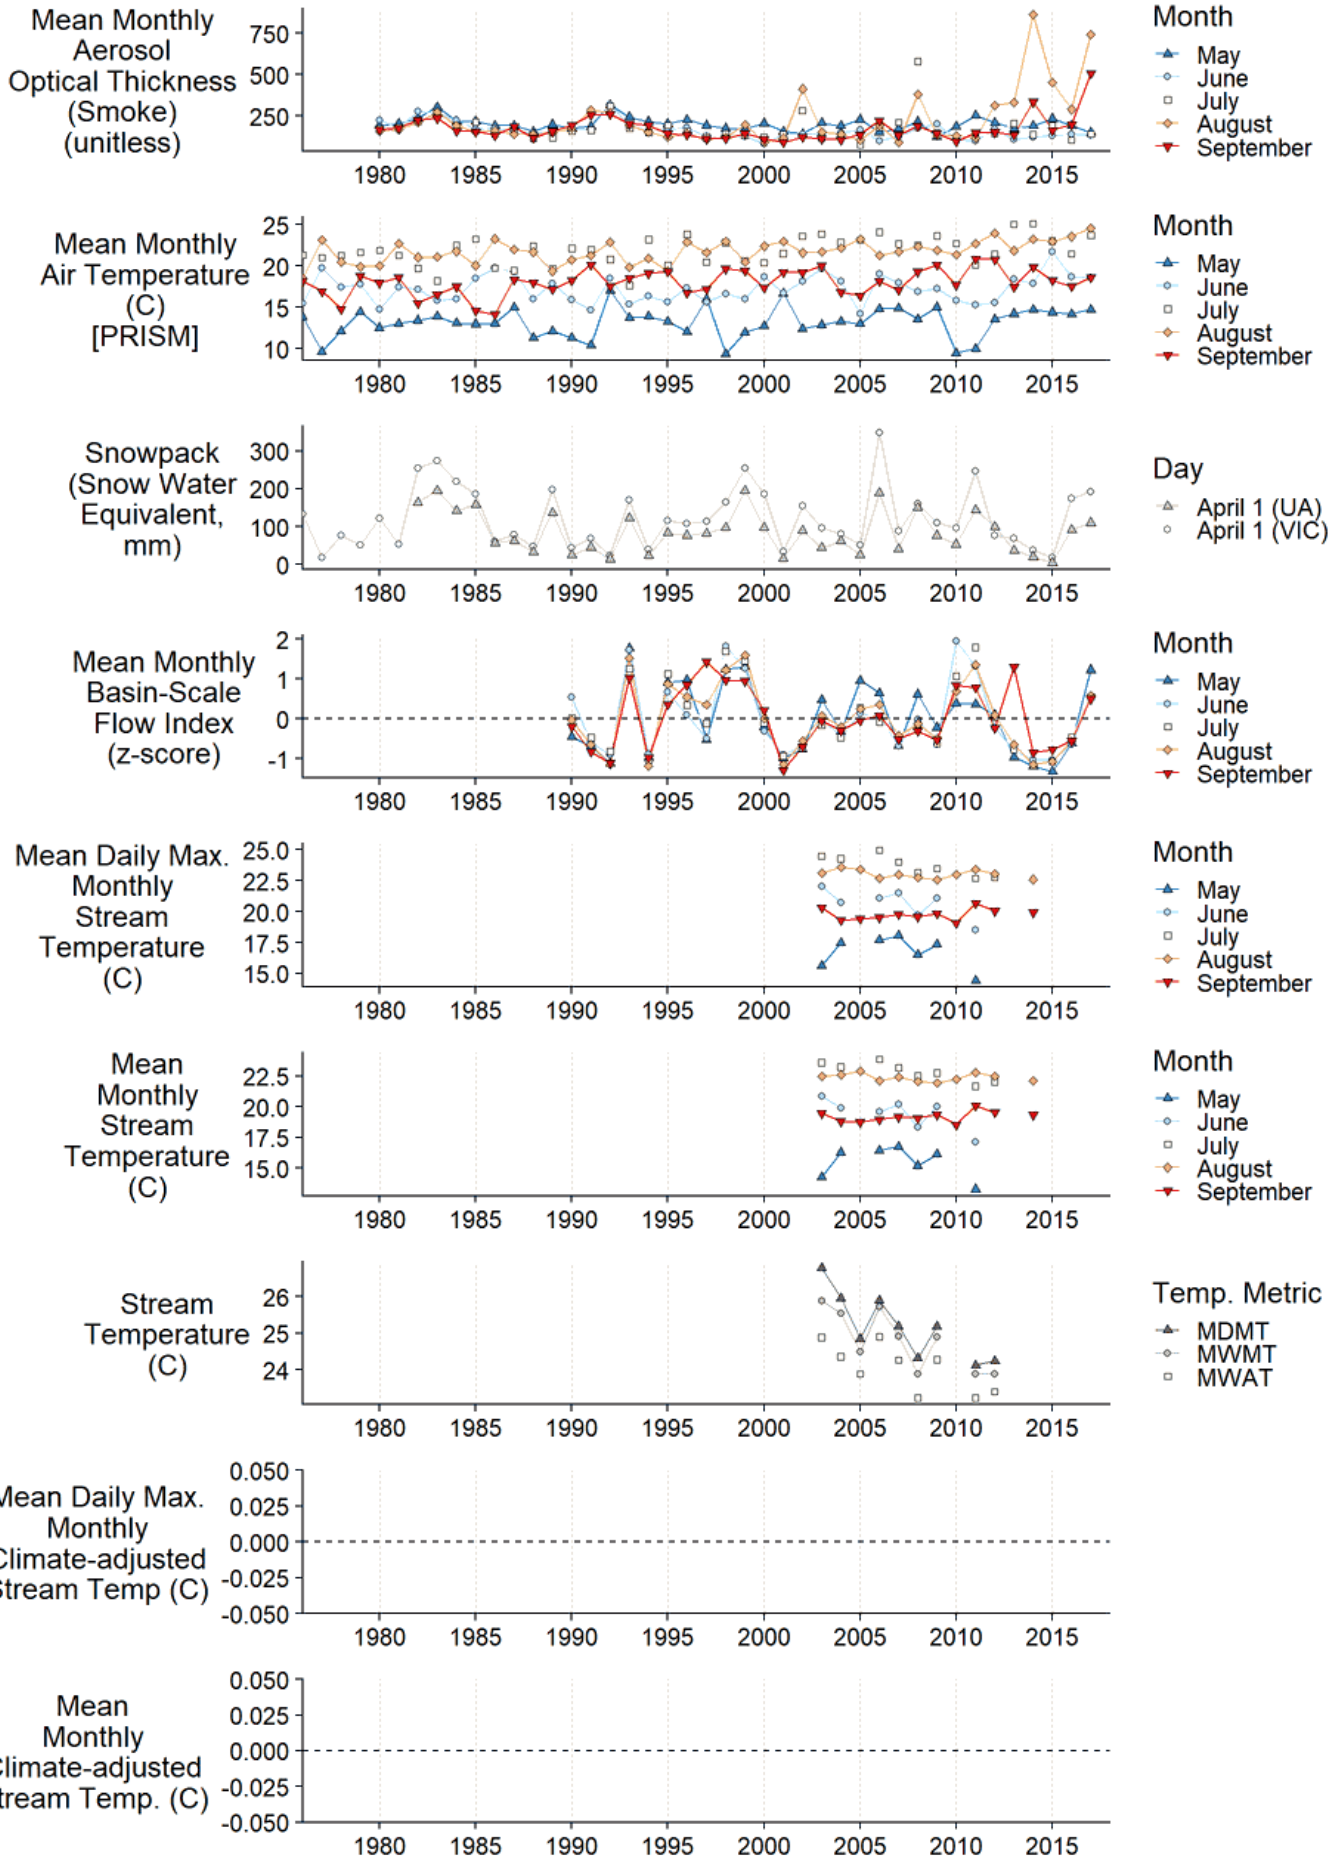 Mean Monthly
Aerosol
Optical Thickness
(Smoke)
(unitless)
750
500
250
1980 1985 1990 1995 2000 2005 2010 2015
Month
May
June
July
August
September
Mean Monthly
Air Temperature
(C)
[PRISM]
25
20
15
10
1980 1985 1990 1995 2000 2005 2010 2015
Month
May
June
July
August
September
Snowpack
(Snow Water
Equivalent,
mm)
300
200
100
0
1980 1985 1990 1995 2000 2005 2010 2015
Day
April 1 (UA)
April 1 (VIC)
Mean Monthly
Basin-Scale
Flow Index
(z-score)
2
1
0
-1
1980 1985 1990 1995 2000 2005 2010 2015
Month
May
June
July
August
September
Mean Daily Max.
Monthly
Stream
Temperature
(C)
25.0
22.5
20.0
17.5
15.0
1980 1985 1990 1995 2000 2005 2010 2015
Month
May
June
July
August
September
Mean
Monthly
Stream
Temperature
(C)
22.5
20.0
17.5
15.0
1980 1985 1990 1995 2000 2005 2010 2015
Month
May
June
July
August
September
Stream
Temperature
(C)
26
25
24
1980 1985 1990 1995 2000 2005 2010 2015
Temp. Metric
MDMT
MWMT
MWAT
Mean Daily Max.
Monthly
Climate-adjusted
Stream Temp (C)
0.050
0.025
0.000
-0.025
-0.050
1980 1985 1990 1995 2000 2005 2010 2015
Mean
Monthly
Climate-adjusted
tream Temp. (C)
0.050
0.025
0.000
-0.025
-0.050
1980 1985 1990 1995 2000 2005 2010 2015